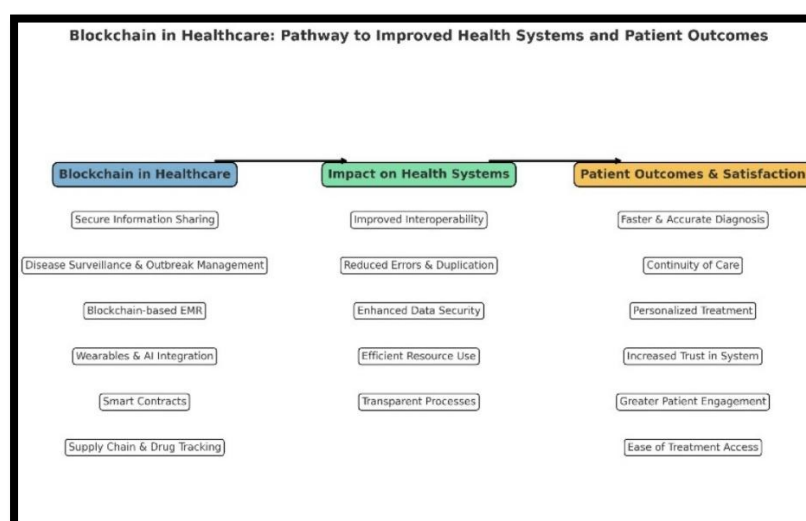 Blockchain in Healthcare: Pathway to Improved Health Systems and Patient Outcomes
Blockchain in Healthcare
Secure Information Sharing
Disease Surveillance & Outbreak Management
Blockchain-based EMR
Wearables & AI Integration
Smart Contracts
Supply Chain & Drug Tracking
Impact on Health Systems
Improved Interoperability
Reduced Errors & Duplication
Enhanced Data Security
Efficient Resource Use
Transparent Processes
Patient Outcomes & Satisfaction
Faster & Accurate Diagnosis
Continuity of Care
Personalized Treatment
Increased Trust in System
Greater Patient Engagement
Ease of Treatment Access